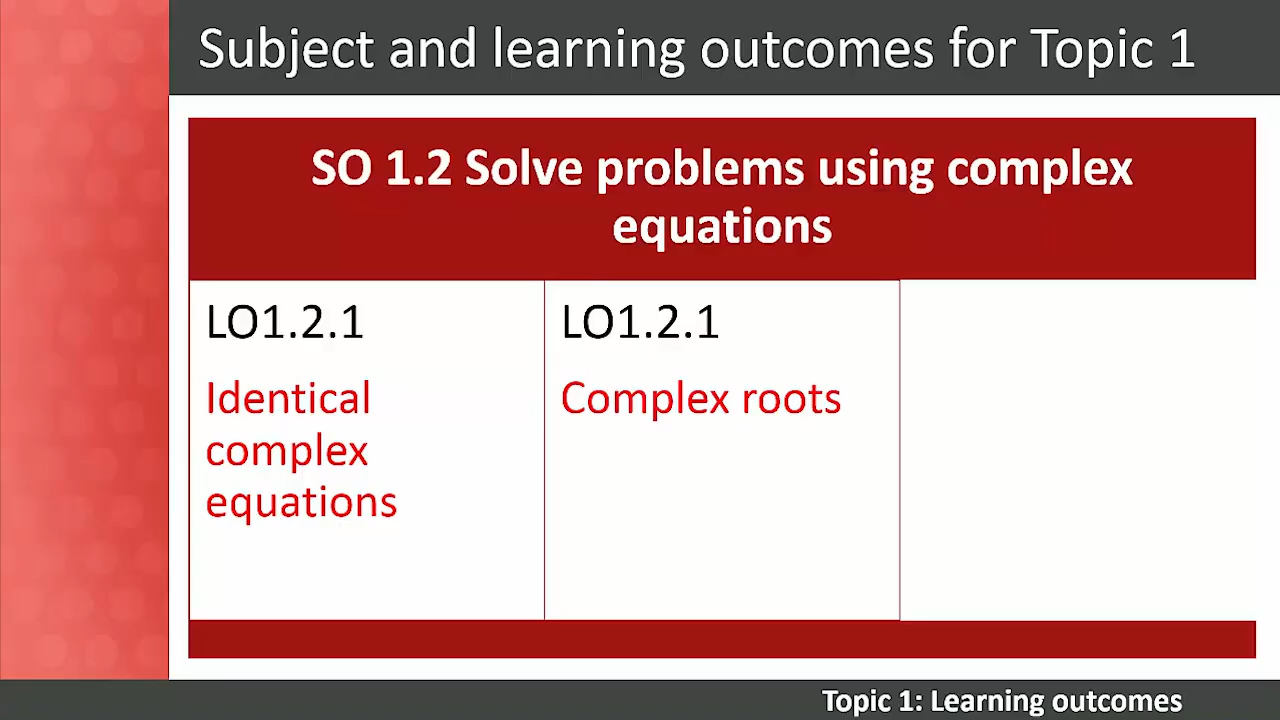 Subject and learning outcomes for Topic 1
SO 1.2 Solve problems using complex
equations
LO1.2.1
Identical
complex
equations
LO1.2.1
Complex roots
Topic 1: Learning outcomes